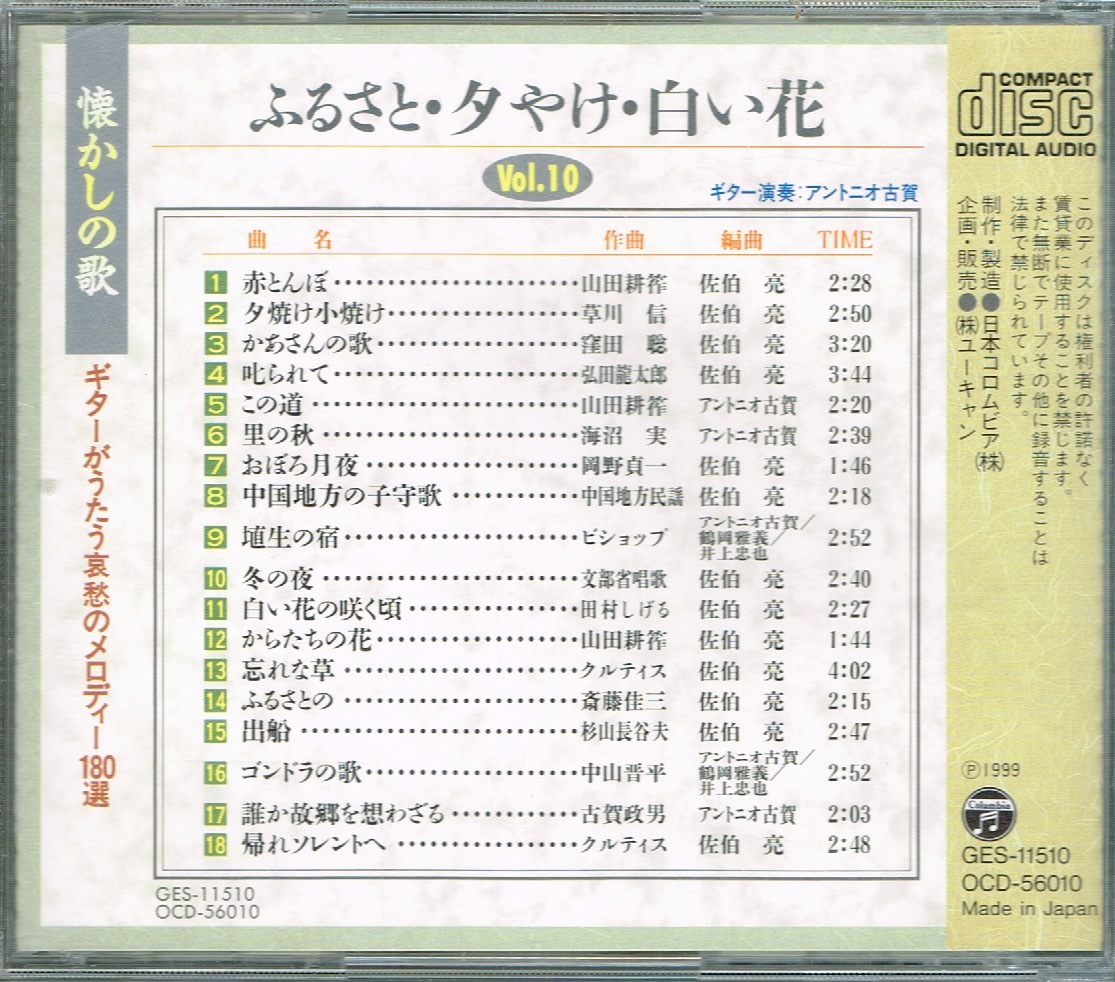 懐かしの歌
ギターがうたう哀愁のメロディー180選
ふるさと・夕やけ・白い花
Vol.10
ギター演奏:アントニオ古賀
曲 名 作曲 編曲 TIME
1 赤とんぼ 山田耕筰 佐伯 亮 2:28
2 夕焼け小焼け 草川 信 佐伯 亮 2:50
3 かあさんの歌 窪田 聡 佐伯 亮 3:20
4 叱られて 弘田龍太郎 佐伯 亮 3:44
5 この道 山田耕筰 アントニオ古賀 2:20
6 里の秋 海沼 実 アントニオ古賀 2:39
7 おぼろ月夜 岡野貞一 佐伯 亮 1:46
8 中国地方の子守歌 中国地方民謡 佐伯 亮 2:18
9 埴生の宿 ビショップ アントニオ古賀/鶴岡雅義/井上忠也 2:52
10 冬の夜 文部省唱歌 佐伯 亮 2:40
11 白い花の咲く頃 田村しげる 佐伯 亮 2:27
12 からたちの花 山田耕筰 佐伯 亮 1:44
13 忘れな草 クルティス 佐伯 亮 4:02
14 ふるさとの 斎藤佳三 佐伯 亮 2:15
15 出船 杉山長谷夫 佐伯 亮 2:47
16 ゴンドラの歌 中山晋平 アントニオ古賀/鶴岡雅義/井上忠也 2:52
17 誰か故郷を想わざる 古賀政男 アントニオ古賀 2:03
18 帰れソレントへ クルティス 佐伯 亮 2:48
GES-11510
OCD-56010
COMPACT
disc
DIGITAL AUDIO
このディスクは権利者の許諾なく
賃貸業に使用することを禁じます。
また無断でテープその他に録音することは
法律で禁じられています。
制作・製造●日本コロムビア(株)
企画・販売●(株)ユーキャン
Ⓟ1999
Columbia
GES-11510
OCD-56010
Made in Japan